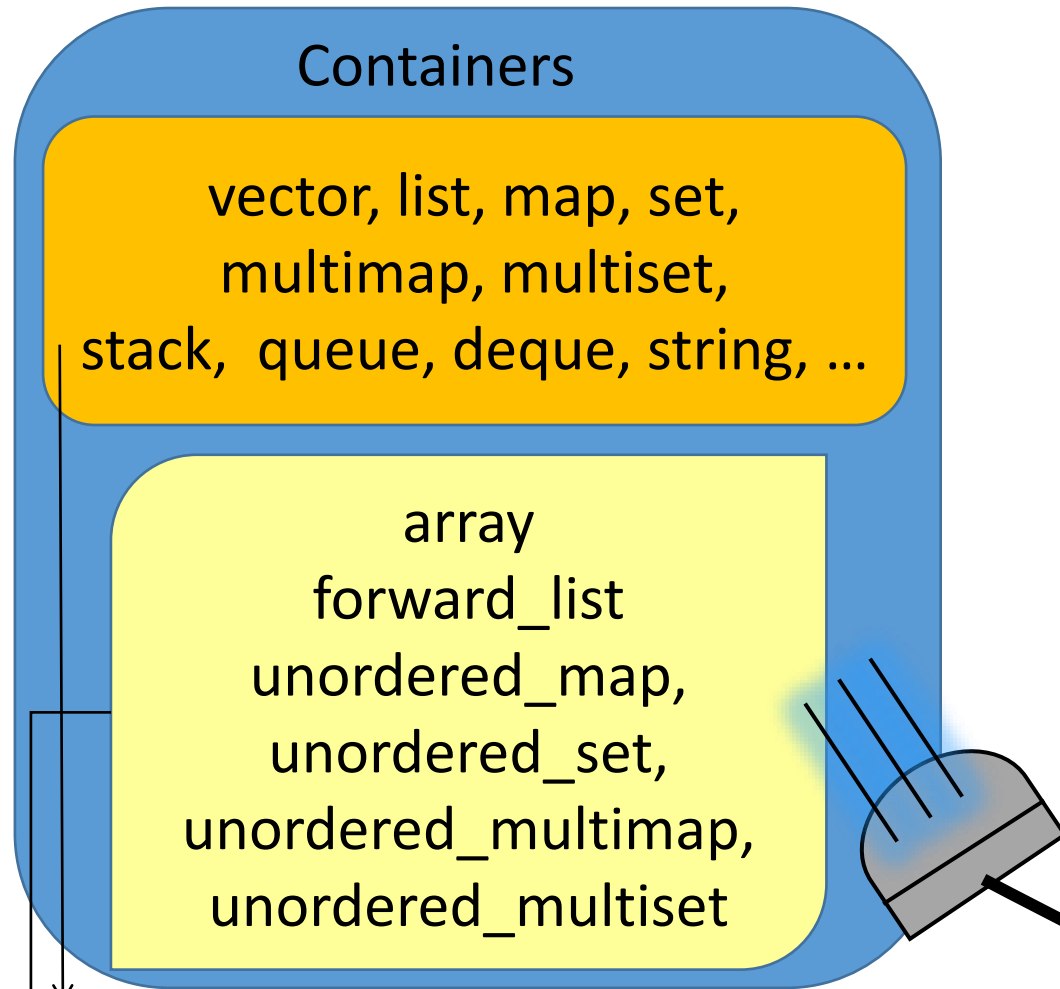 Containers
vector, list, map, set,
multimap, multiset,
stack,  queue, deque, string, …
array
forward_list
unordered_map,
unordered_set,
unordered_multimap,
unordered_multiset